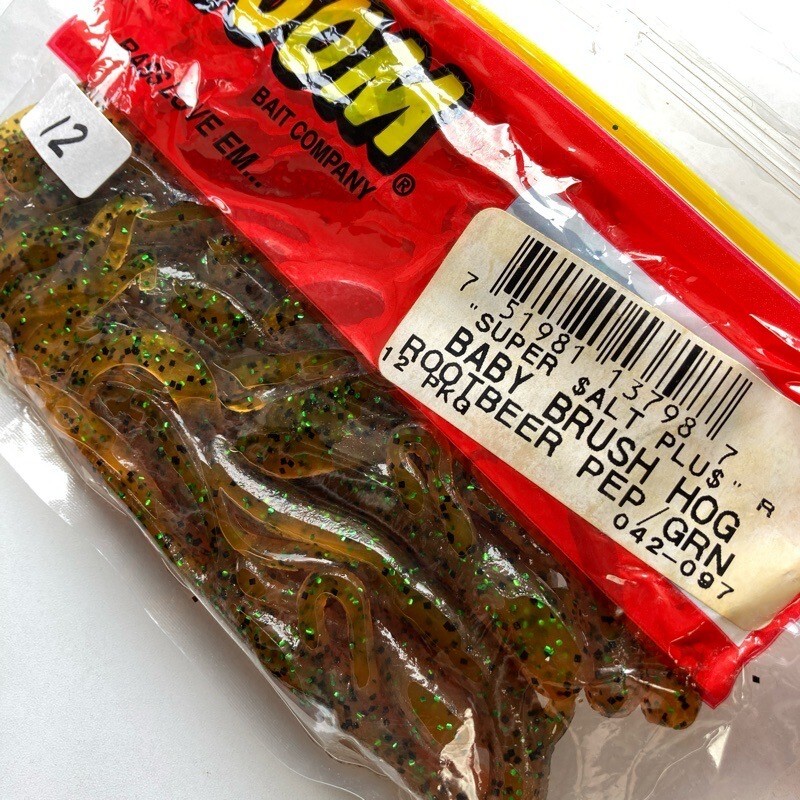 OOM
BAIT COMPANY
®
BASS LOVE EM...
12
7 51981 13798 7
"SUPER $ALT PLU$" R
BABY BRUSH HOG
ROOTBEER PEP/GRN
12 PKG 042-097